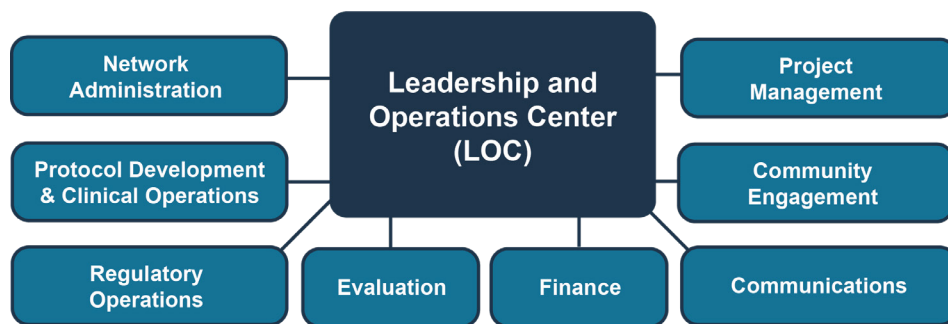 Network
Administration
Leadership and
Operations Center
(LOC)
Project
Management
Protocol Development
& Clinical Operations
Community
Engagement
Regulatory
Operations
Evaluation
Finance
Communications